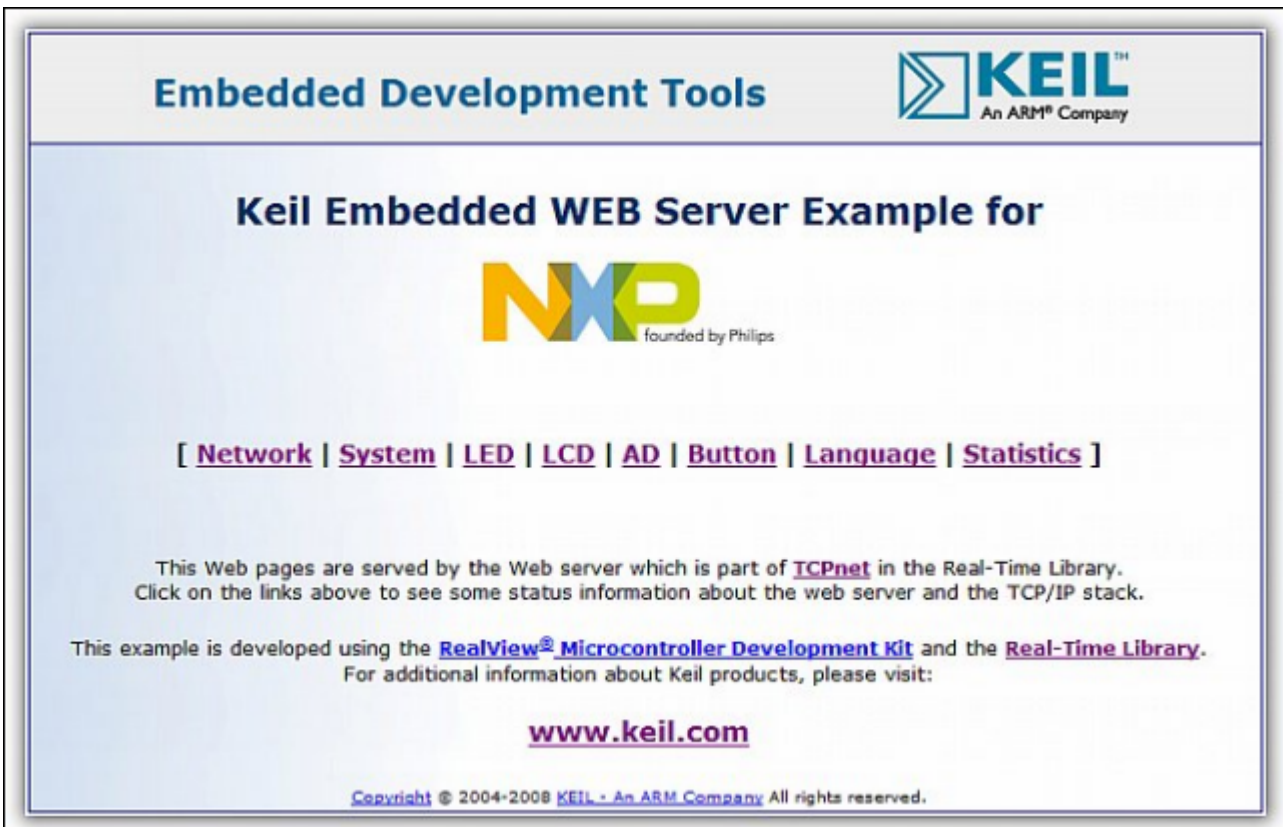 Embedded Development Tools
KEIL™
An ARM® Company
Keil Embedded WEB Server Example for
NXP
founded by Philips
[ Network | System | LED | LCD | AD | Button | Language | Statistics ]
This Web pages are served by the Web server which is part of TCPnet in the Real-Time Library.
Click on the links above to see some status information about the web server and the TCP/IP stack.
This example is developed using the RealView® Microcontroller Development Kit and the Real-Time Library.
For additional information about Keil products, please visit:
www.keil.com
Copyright © 2004-2008 KEIL - An ARM Company All rights reserved.